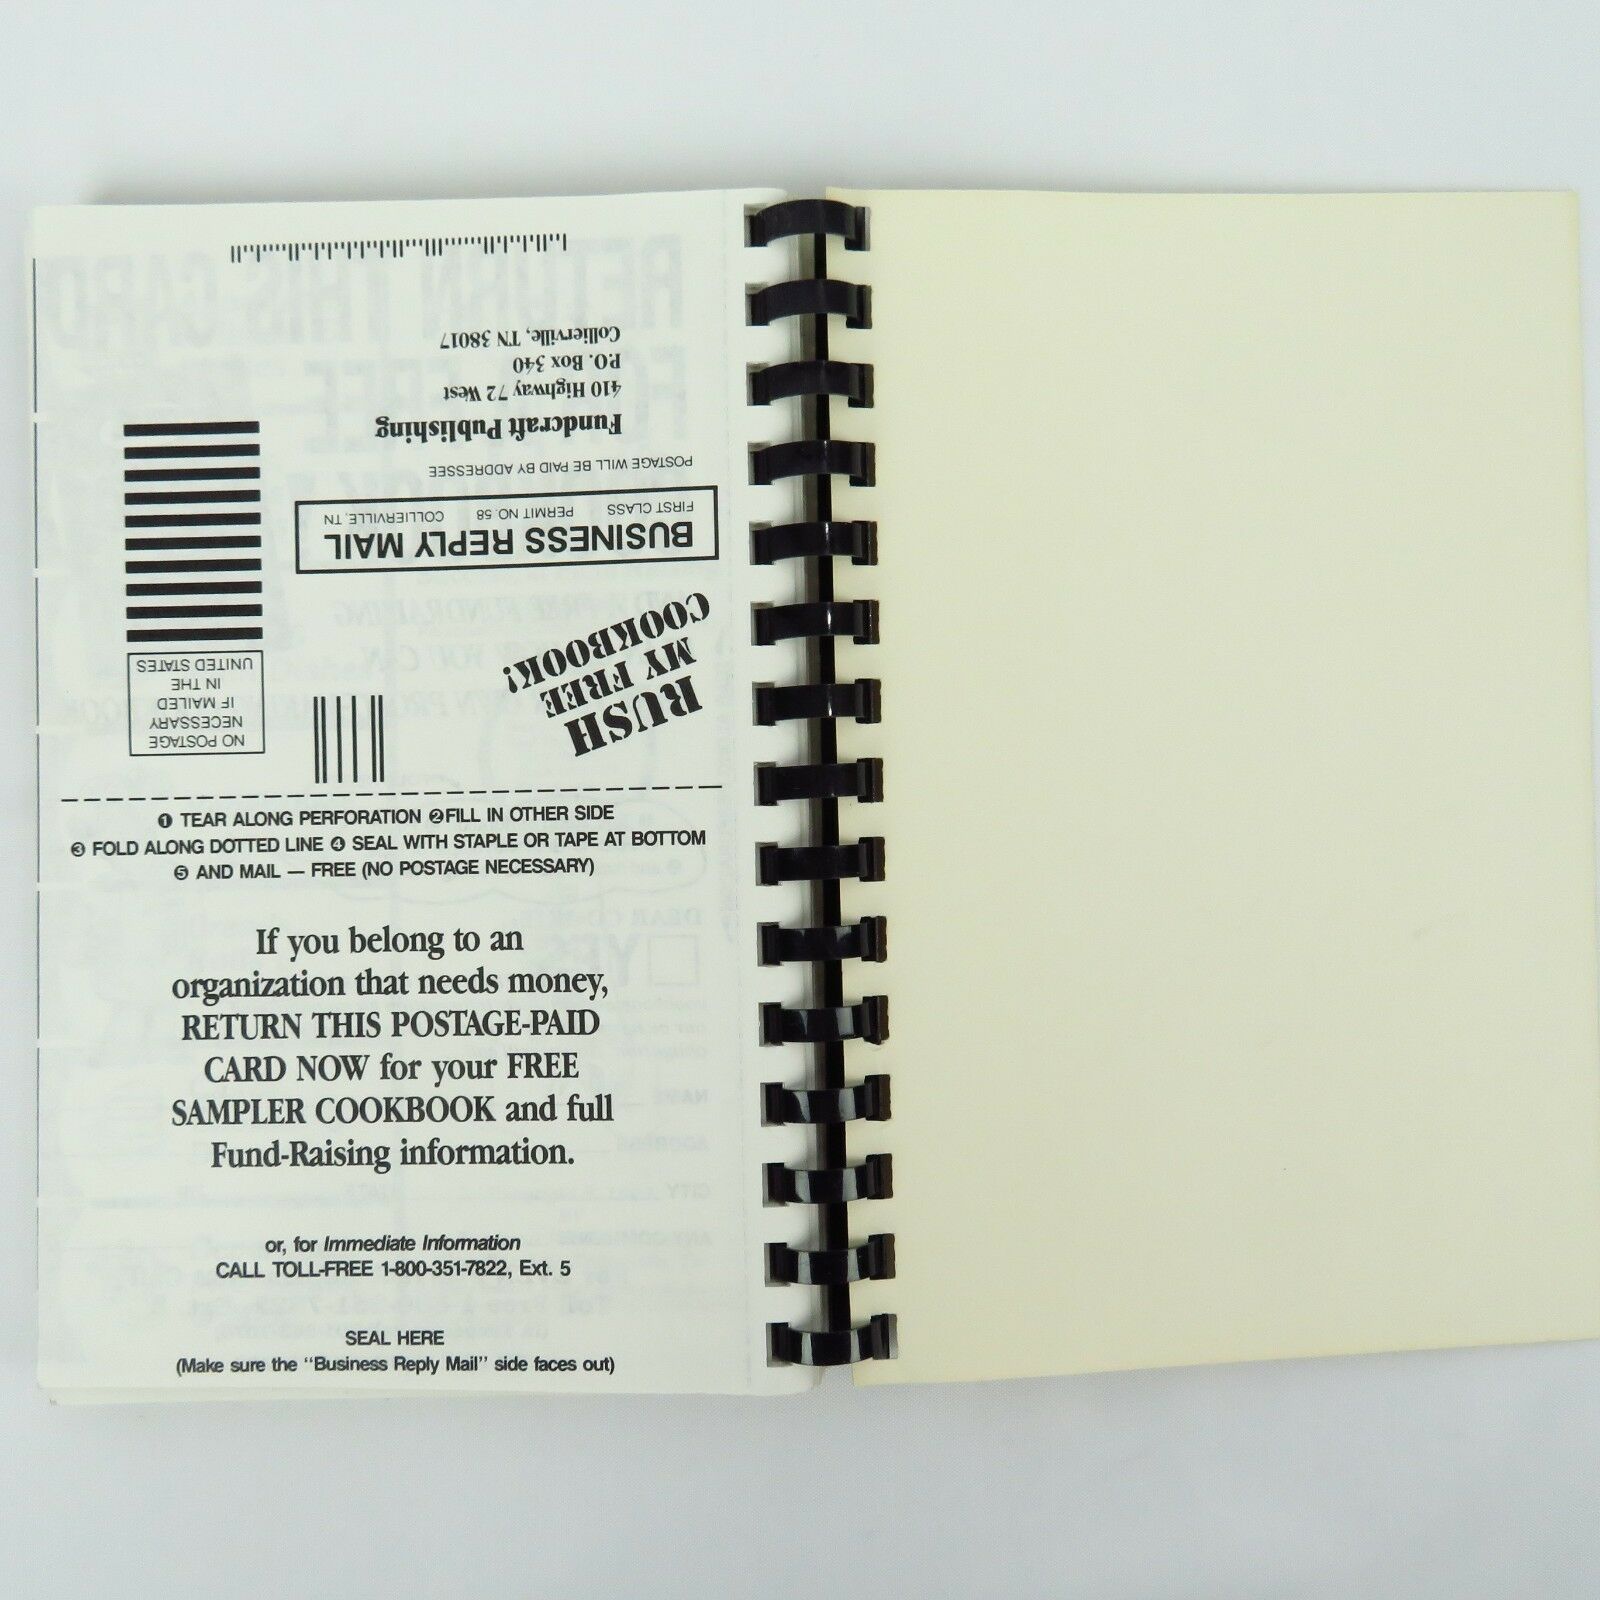 Collierville, TN 38017
P.O. Box 340
410 Highway 72 West
Fundcraft Publishing
POSTAGE WILL BE PAID BY ADDRESSEE
FIRST CLASS PERMIT NO. 58 COLLIERVILLE, TN
BUSINESS REPLY MAIL
COOKBOOK!
MY FREE
RUSH
UNITED STATES
IN THE
IF MAILED
NECESSARY
NO POSTAGE
❶ TEAR ALONG PERFORATION ❷FILL IN OTHER SIDE
❸ FOLD ALONG DOTTED LINE ❹ SEAL WITH STAPLE OR TAPE AT BOTTOM
❺ AND MAIL — FREE (NO POSTAGE NECESSARY)
If you belong to an
organization that needs money,
RETURN THIS POSTAGE-PAID
CARD NOW for your FREE
SAMPLER COOKBOOK and full
Fund-Raising information.
or, for Immediate Information
CALL TOLL-FREE 1-800-351-7822, Ext. 5
SEAL HERE
(Make sure the "Business Reply Mail" side faces out)